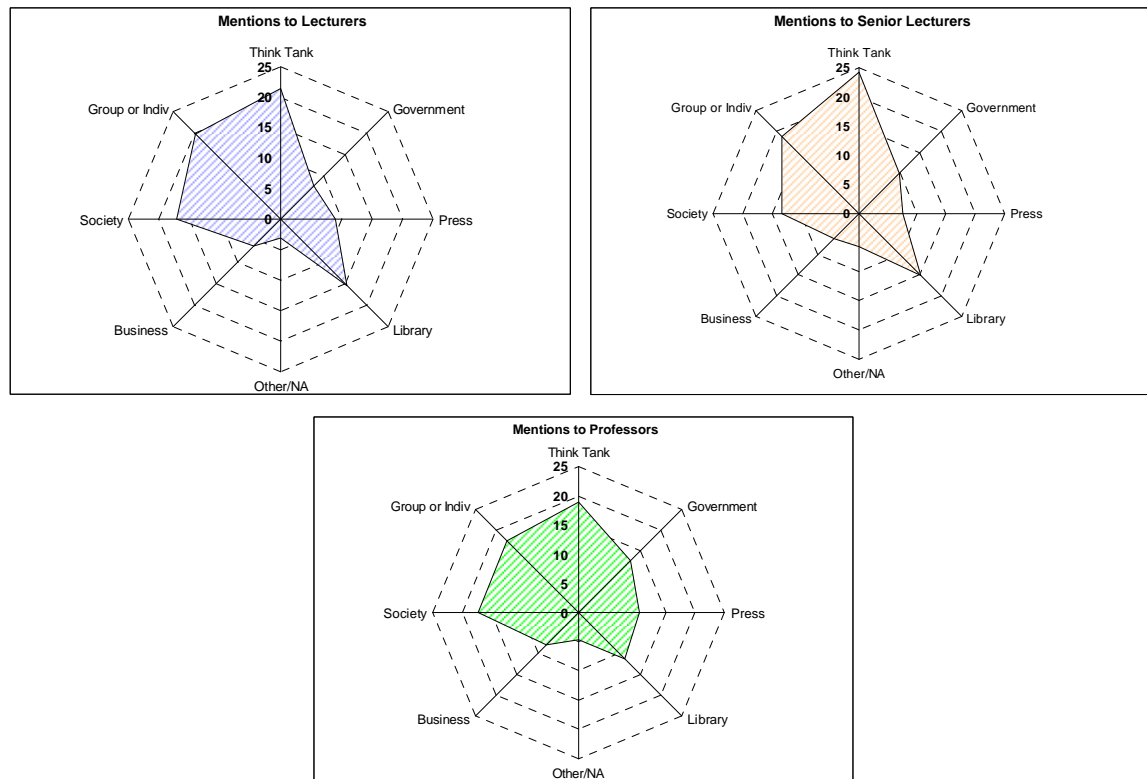 Mentions to Lecturers
Think Tank
25
Group or Indiv
Government
20
15
10
5
Society
0
Press
Business
Library
Other/NA
Mentions to Senior Lecturers
Think Tank
25
Group or Indiv
Government
20
15
10
5
Society
0
Press
Business
Library
Other/NA
Mentions to Professors
Think Tank
25
Group or Indiv
Government
20
15
10
5
Society
0
Press
Business
Library
Other/NA